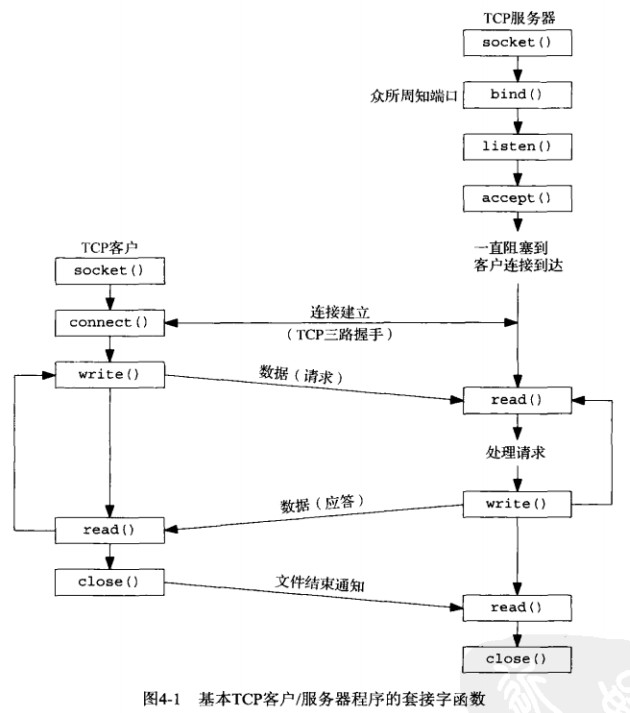 TCP服务器
socket()
众所周知端口
bind()
listen()
accept()
一直阻塞到
客户连接到达
TCP客户
socket()
connect()
连接建立
(TCP三路握手)
write()
数据(请求)
read()
处理请求
write()
数据(应答)
read()
close()
文件结束通知
read()
close()
图4-1 基本TCP客户/服务器程序的套接字函数